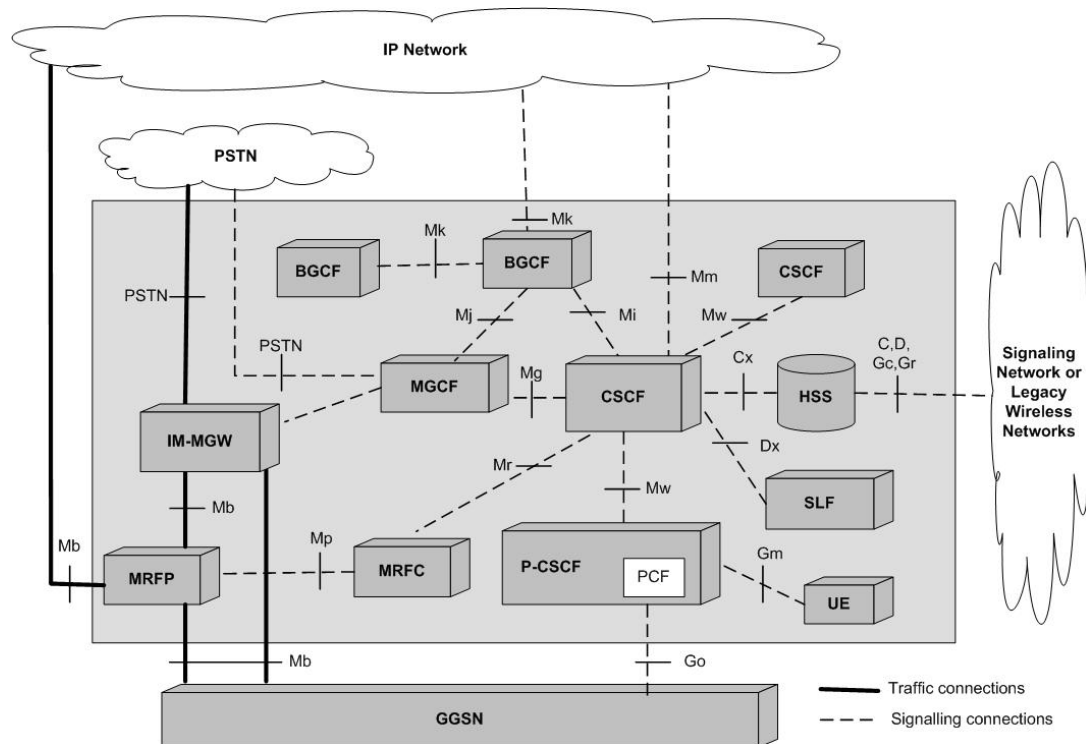 IP Network
PSTN
Mk
Mk
BGCF
BGCF
CSCF
Mm
PSTN
Mj
Mi
Mw
PSTN
MGCF
Mg
CSCF
Cx
HSS
C,D,
Gc,Gr
Signaling
Network or
Legacy
Wireless
Networks
IM-MGW
Mr
Dx
Mb
Mw
SLF
Mb
MRFP
Mp
MRFC
P-CSCF
PCF
Gm
UE
Mb
Go
GGSN
Traffic connections
Signalling connections